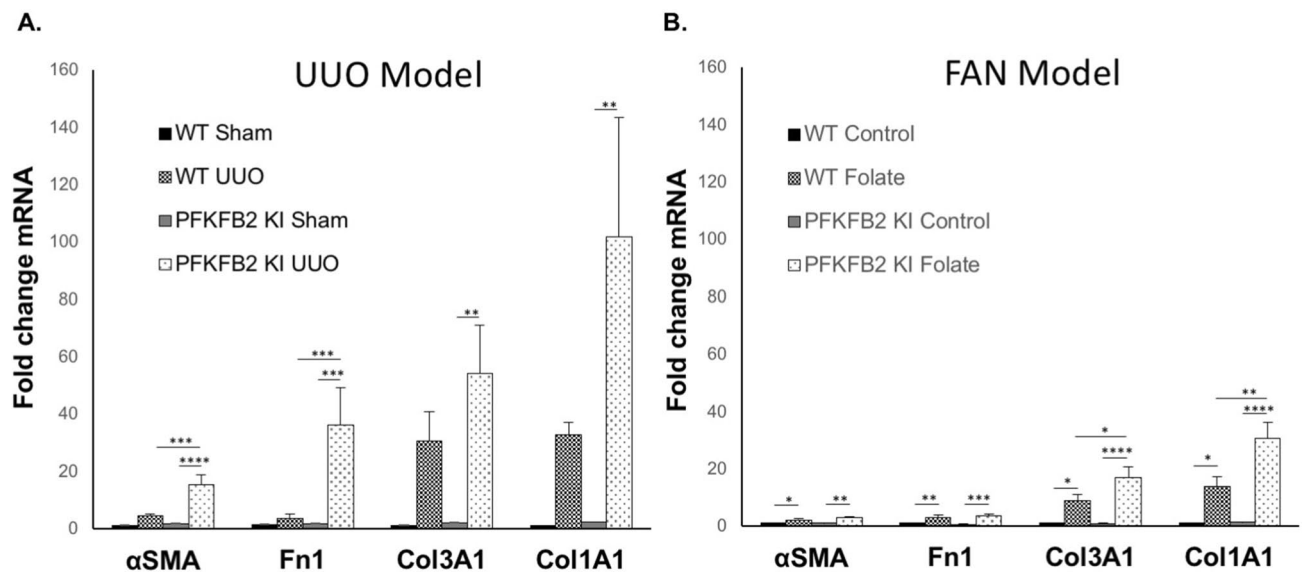 A.
UUO Model
160
140
120
100
80
60
40
20
0
Fold change mRNA
WT Sham
WT UUO
PFKFB2 KI Sham
PFKFB2 KI UUO
***
****
***
***
**
**
αSMA Fn1 Col3A1 Col1A1
B.
FAN Model
160
140
120
100
80
60
40
20
0
Fold change mRNA
WT Control
WT Folate
PFKFB2 KI Control
PFKFB2 KI Folate
*
**
**
***
*
*
****
*
**
****
αSMA Fn1 Col3A1 Col1A1